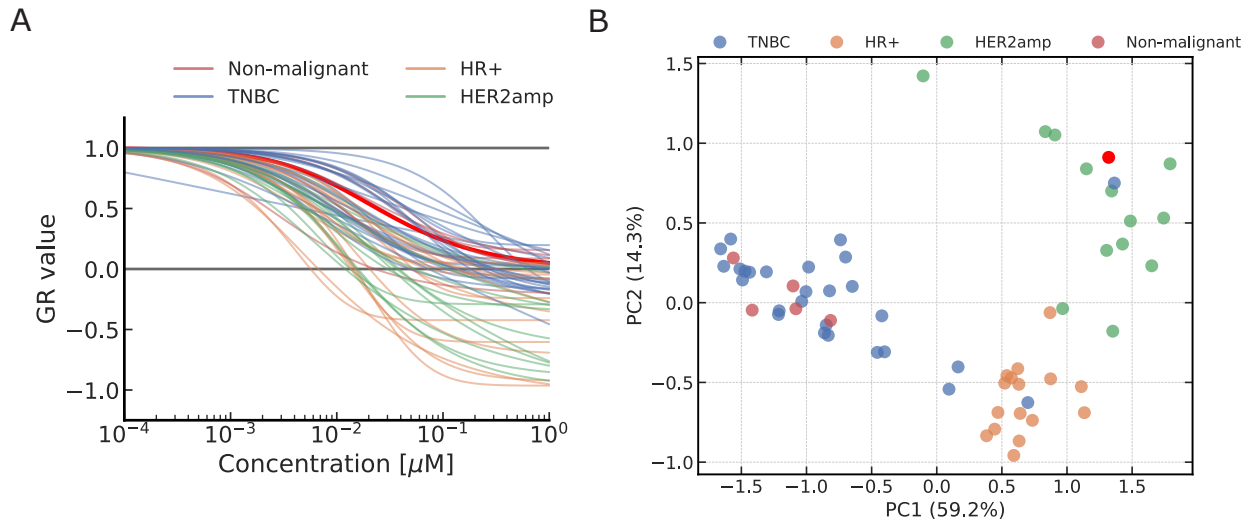 A
Non-malignant
HR+
TNBC
HER2amp
GR value
1.0
0.5
0.0
−0.5
−1.0
10⁻⁴
10⁻³
10⁻²
10⁻¹
10⁰
Concentration [μM]
B
TNBC
HR+
HER2amp
Non-malignant
PC2 (14.3%)
1.5
1.0
0.5
0.0
−0.5
−1.0
−1.5
−1.0
−0.5
0.0
0.5
1.0
1.5
PC1 (59.2%)